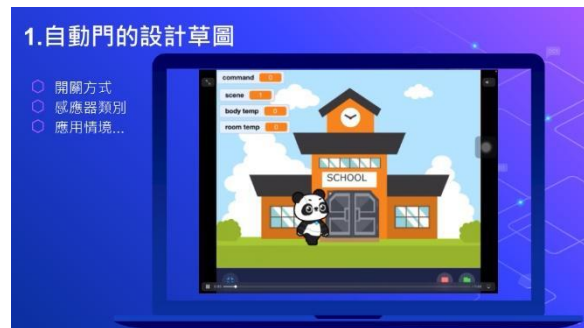 1.自動門的設計草圖
開關方式
感應器類別
應用情境...
command 0
scene 1
body temp 0
room temp 0
SCHOOL